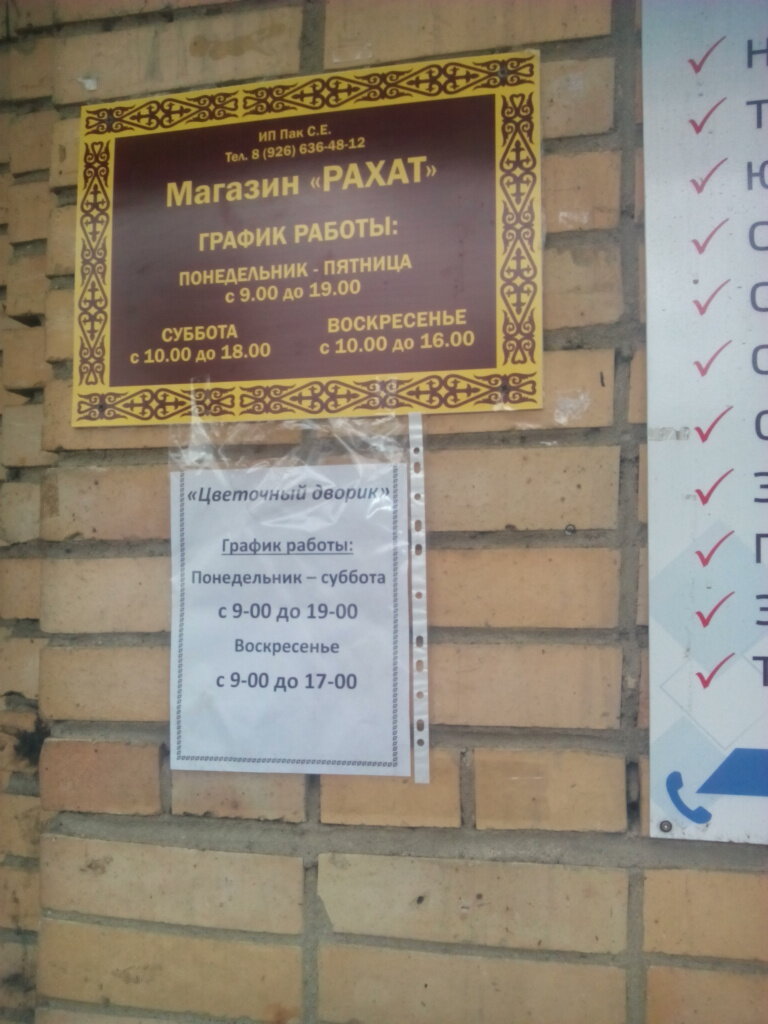 ИП Пак С.Е.
Тел. 8 (926) 636-48-12
Магазин «РАХАТ»
ГРАФИК РАБОТЫ:
ПОНЕДЕЛЬНИК - ПЯТНИЦА
с 9.00 до 19.00
СУББОТА
с 10.00 до 18.00
ВОСКРЕСЕНЬЕ
с 10.00 до 16.00
«Цветочный дворик»
График работы:
Понедельник – суббота
с 9-00 до 19-00
Воскресенье
с 9-00 до 17-00